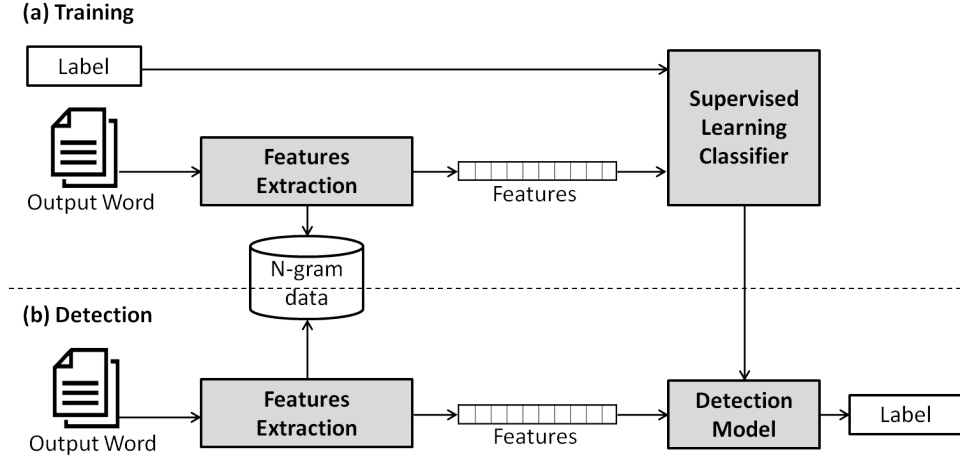 (a) Training
Label
Supervised
Learning
Classifier
Features
Extraction
Output Word
Features
N-gram
data
(b) Detection
Features
Extraction
Output Word
Features
Detection
Model
Label